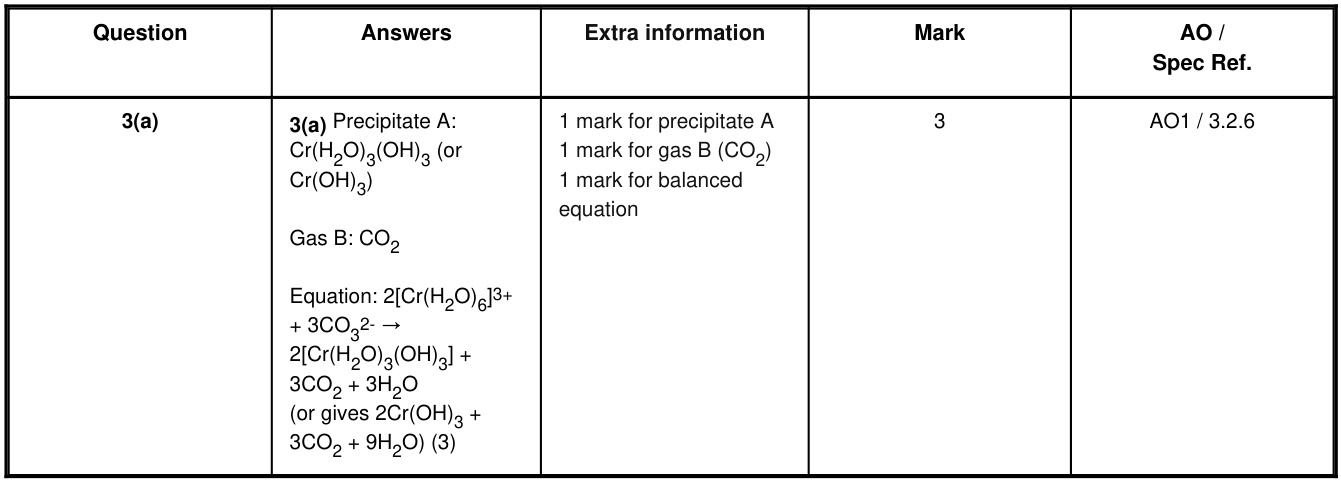 Question Answers Extra information Mark AO /
Spec Ref.
3(a) 3(a) Precipitate A: 1 mark for precipitate A 3 AO1 / 3.2.6
Cr(H₂O)₃(OH)₃ (or 1 mark for gas B (CO₂)
Cr(OH)₃) 1 mark for balanced
equation
Gas B: CO₂
Equation: 2[Cr(H₂O)₆]³⁺
+ 3CO₃²⁻ →
2[Cr(H₂O)₃(OH)₃] +
3CO₂ + 3H₂O
(or gives 2Cr(OH)₃ +
3CO₂ + 9H₂O) (3)